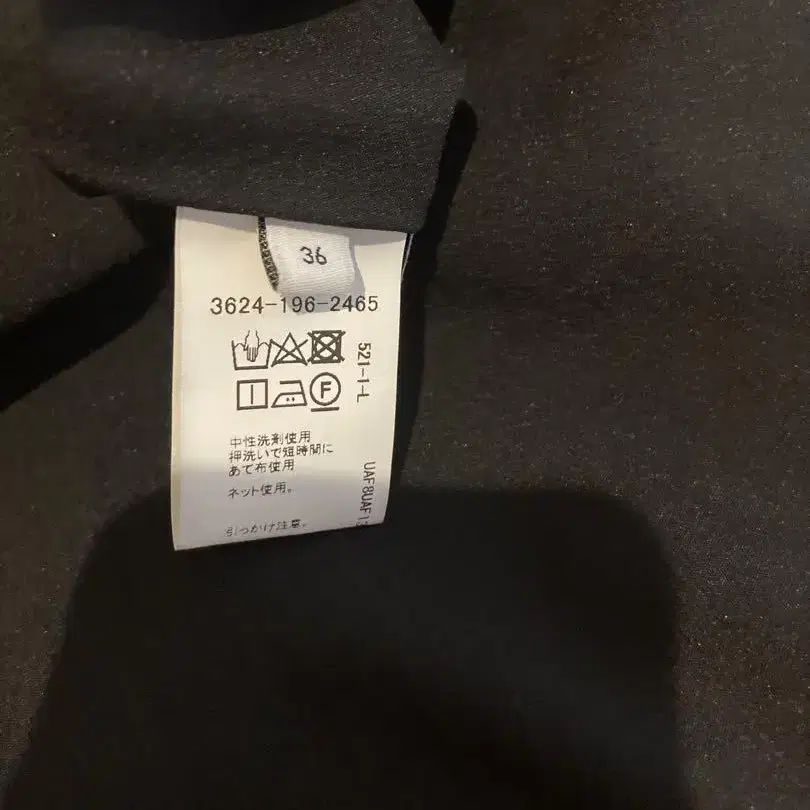 36
3624-196-2465
F
521-1-L
中性洗剤使用
押洗いで短時間に
あて布使用
ネット使用。
引っかけ注意。